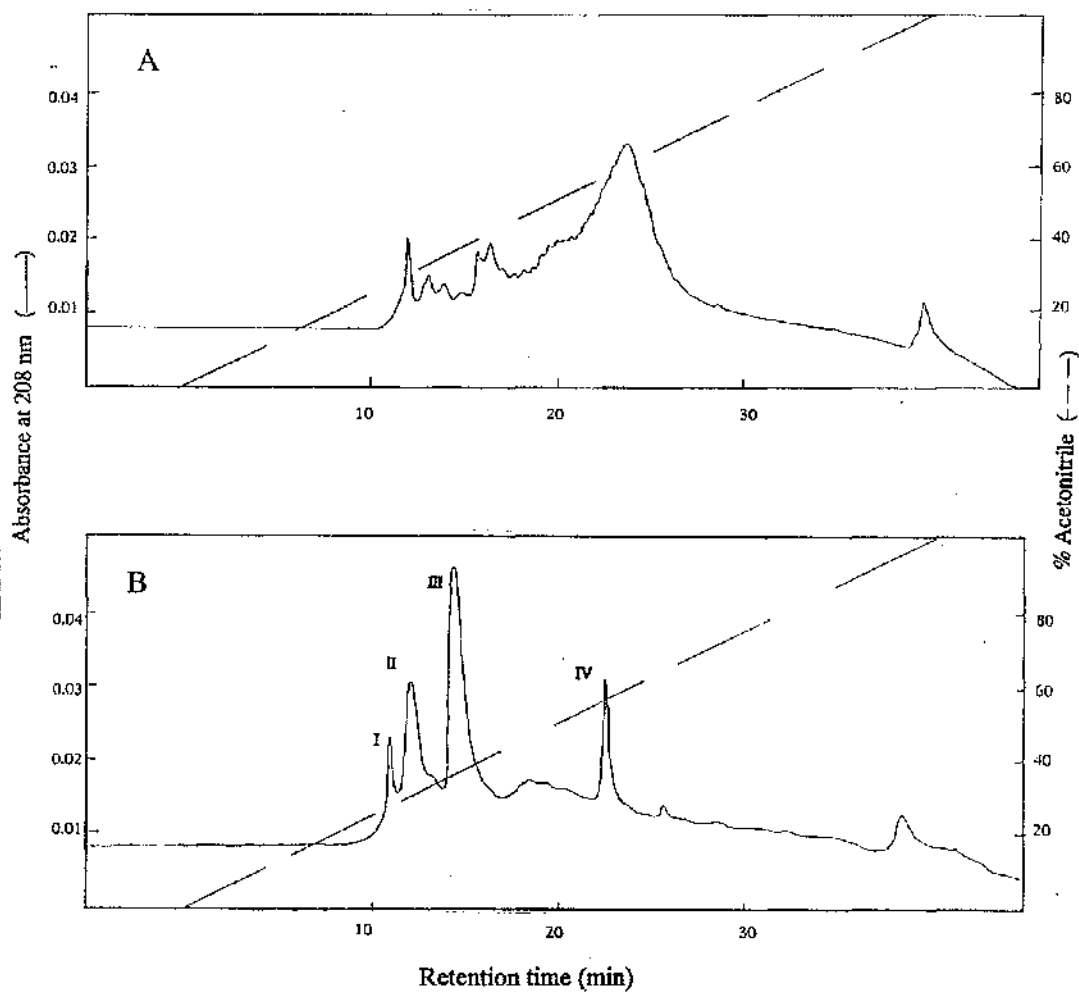 A
0.04
0.03
0.02
0.01
80
60
40
20
10
20
30
Absorbance at 208 nm (——)
% Acetonitrile (— —)
B
I
II
III
IV
0.04
0.03
0.02
0.01
80
60
40
20
10
20
30
Retention time (min)